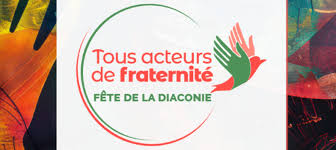 Tous acteurs
de fraternité
FÊTE DE LA DIACONIE